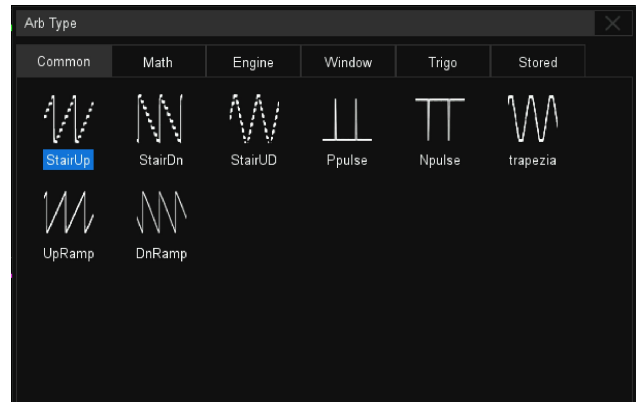 Arb Type
Common Math Engine Window Trigo Stored
StairUp StairDn StairUD Ppulse Npulse trapezia
UpRamp DnRamp